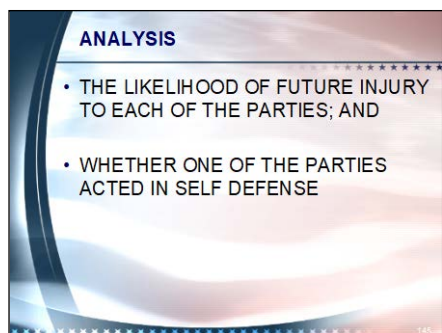 ANALYSIS
• THE LIKELIHOOD OF FUTURE INJURY
TO EACH OF THE PARTIES; AND
• WHETHER ONE OF THE PARTIES
ACTED IN SELF DEFENSE
145